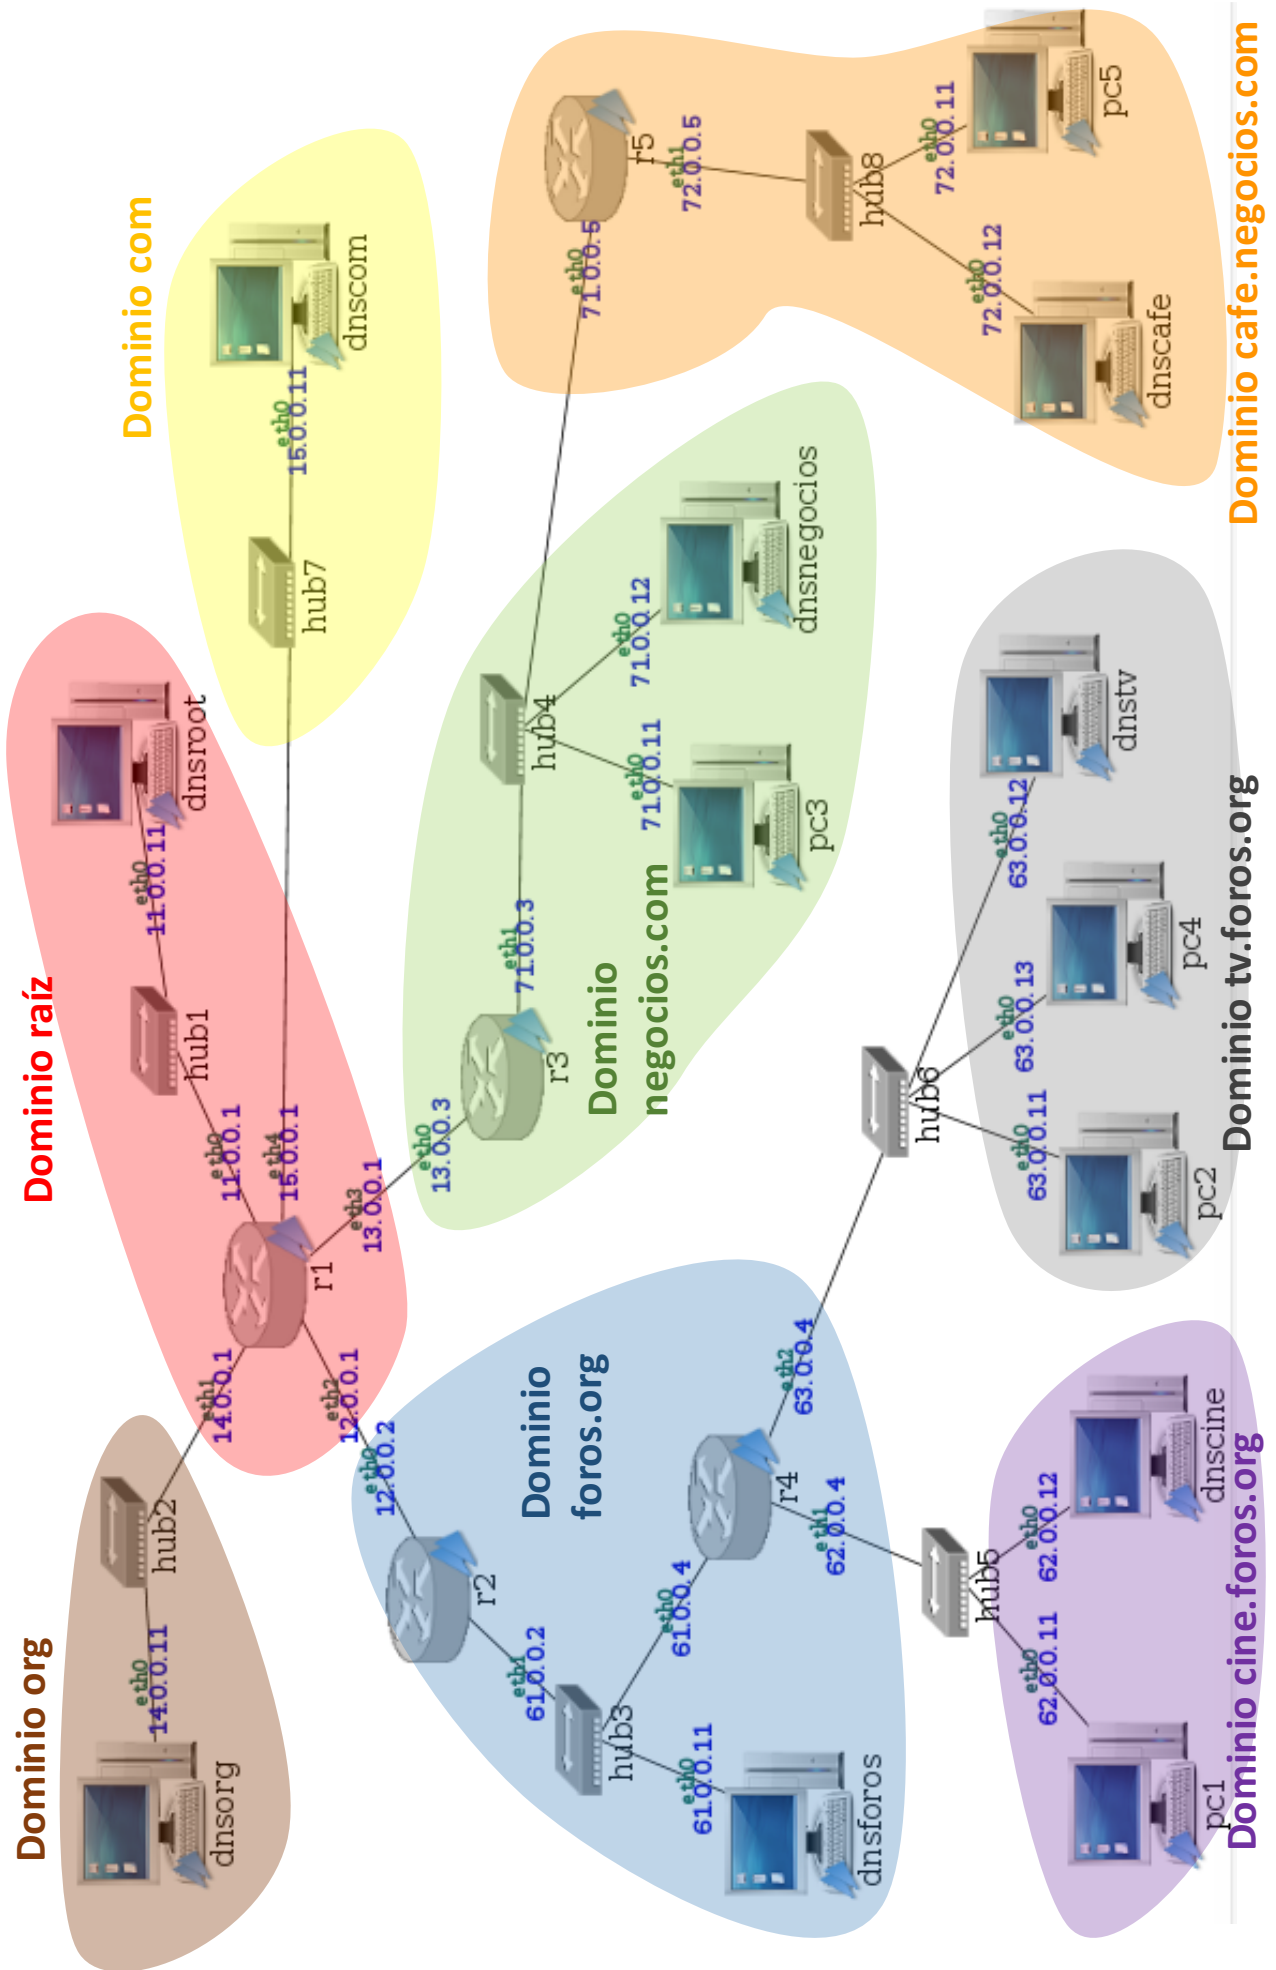 Dominio org
dnsorg
eth0
14.0.0.11
hub2
eth1
14.0.0.1
Dominio raíz
r1
eth0
11.0.0.1
hub1
eth0
11.0.0.11
dnsroot
eth4
15.0.0.1
eth3
13.0.0.1
eth2
12.0.0.1
Dominio com
hub7
eth0
15.0.0.11
dnscom
Dominio
foros.org
eth0
12.0.0.2
r2
eth1
61.0.0.2
hub3
eth0
61.0.0.11
dnsforos
eth0
61.0.0.4
r4
eth1
62.0.0.4
eth2
63.0.0.4
Dominio
negocios.com
eth0
13.0.0.3
r3
eth1
71.0.0.3
hub4
eth0
71.0.0.11
pc3
eth0
71.0.0.12
dnsnegocios
eth0
71.0.0.5
r5
eth1
72.0.0.5
hub8
eth0
72.0.0.12
dnscafe
eth0
72.0.0.11
pc5
Dominio cafe.negocios.com
hub5
eth0
62.0.0.11
pc1
eth0
62.0.0.12
dnscine
Dominio cine.foros.org
hub6
eth0
63.0.0.11
pc2
eth0
63.0.0.13
pc4
eth0
63.0.0.12
dnstv
Dominio tv.foros.org